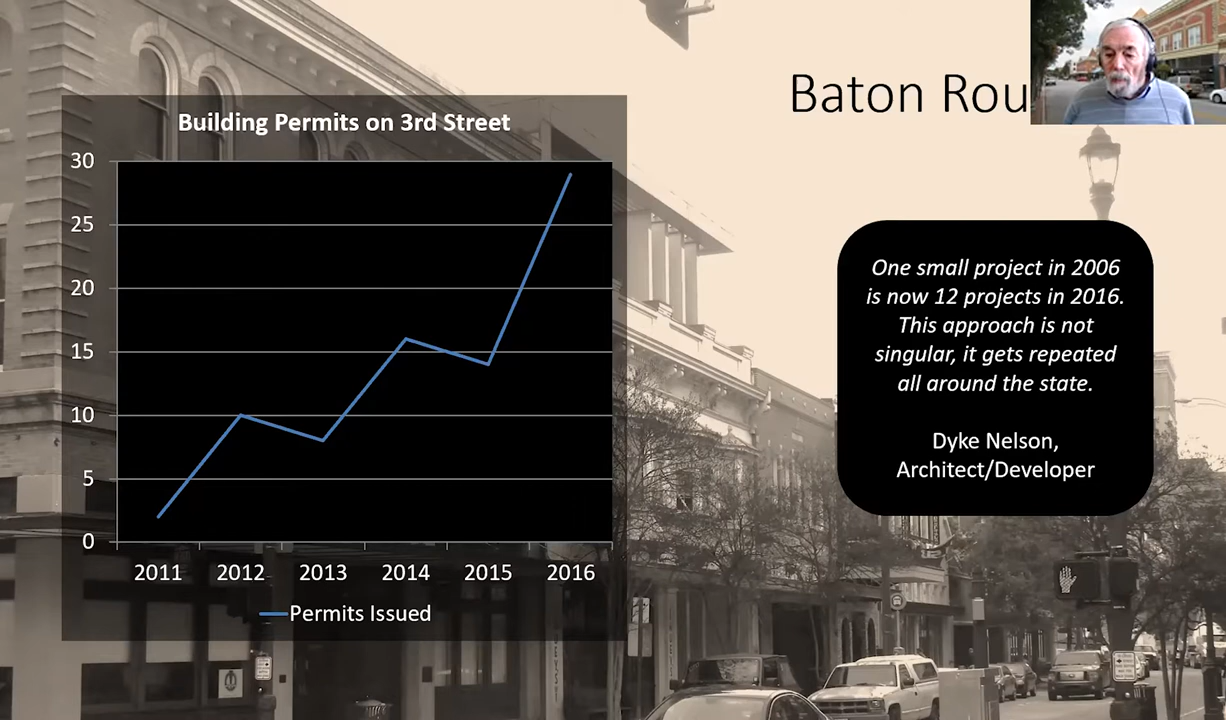 Baton Rou
Building Permits on 3rd Street
30
25
20
15
10
5
0
2011 2012 2013 2014 2015 2016
Permits Issued
One small project in 2006
is now 12 projects in 2016.
This approach is not
singular, it gets repeated
all around the state.
Dyke Nelson,
Architect/Developer